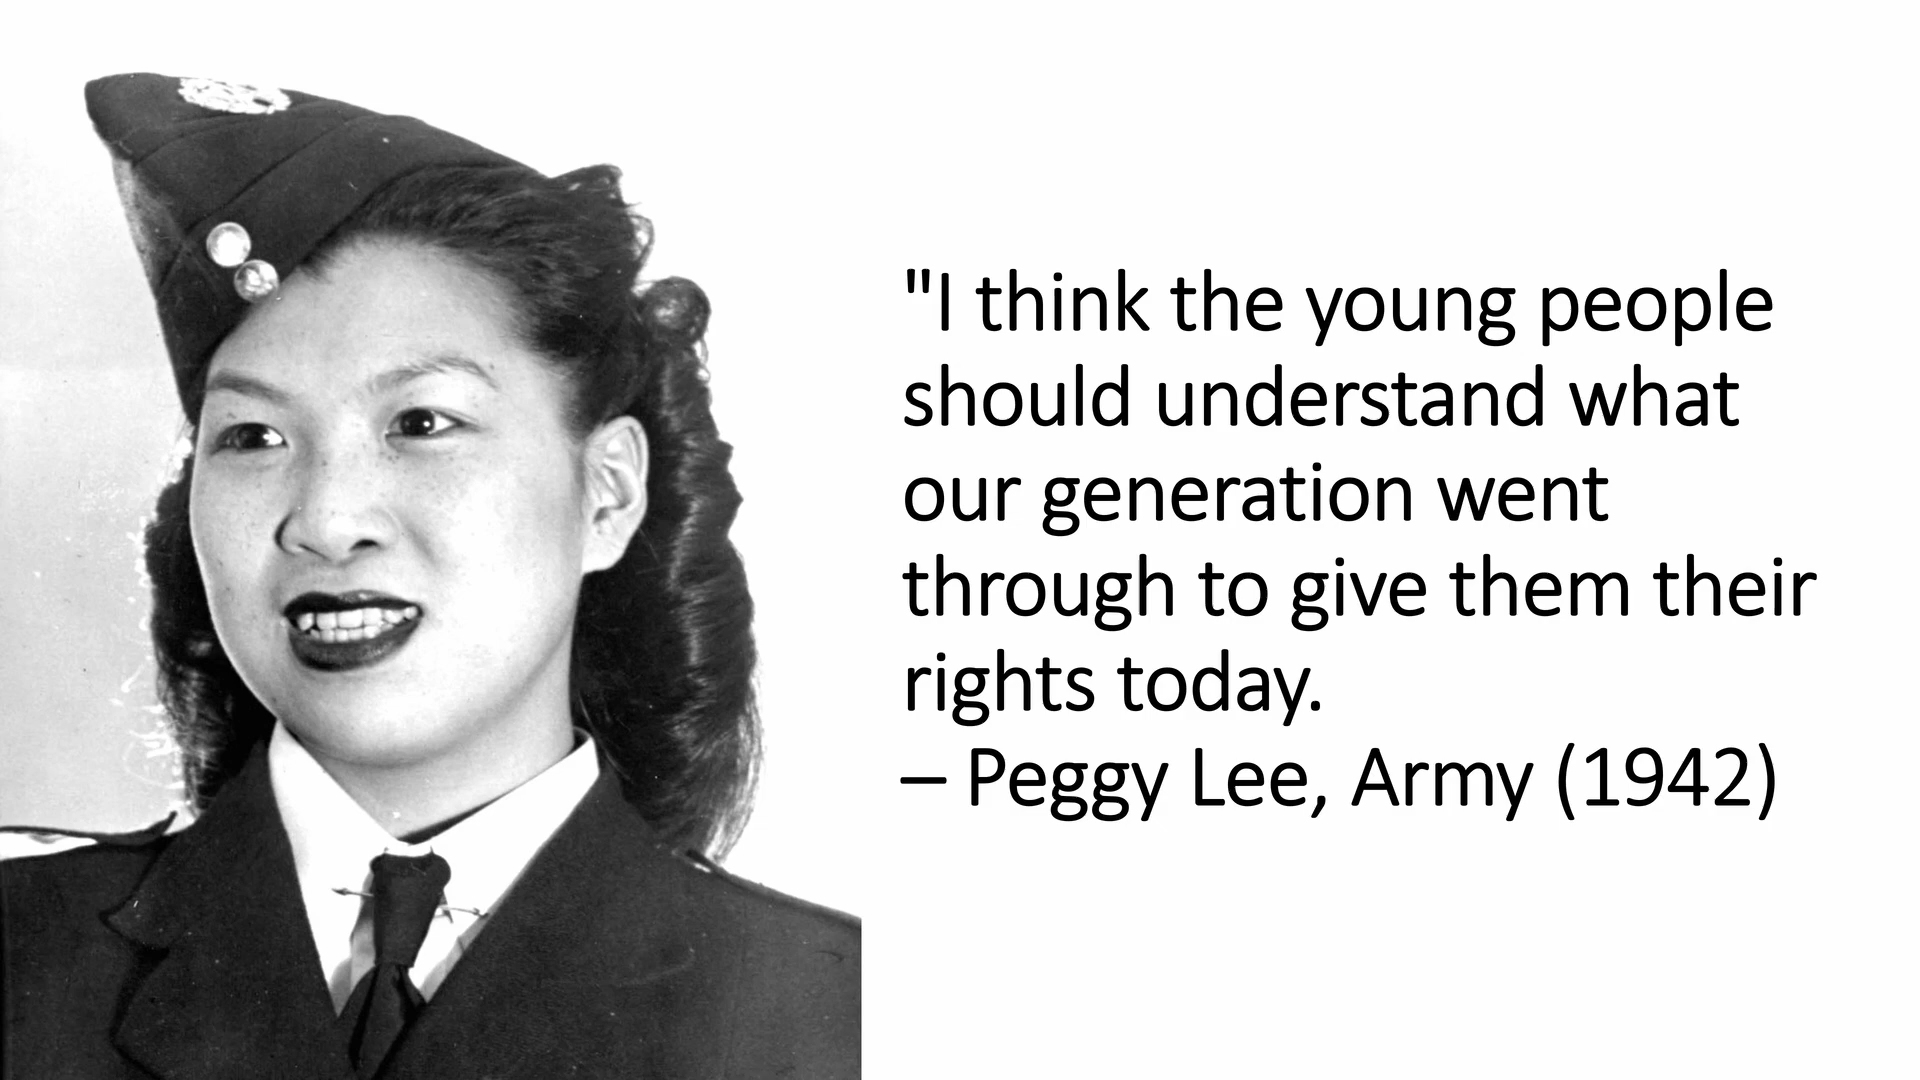 "I think the young people
should understand what
our generation went
through to give them their
rights today.
– Peggy Lee, Army (1942)